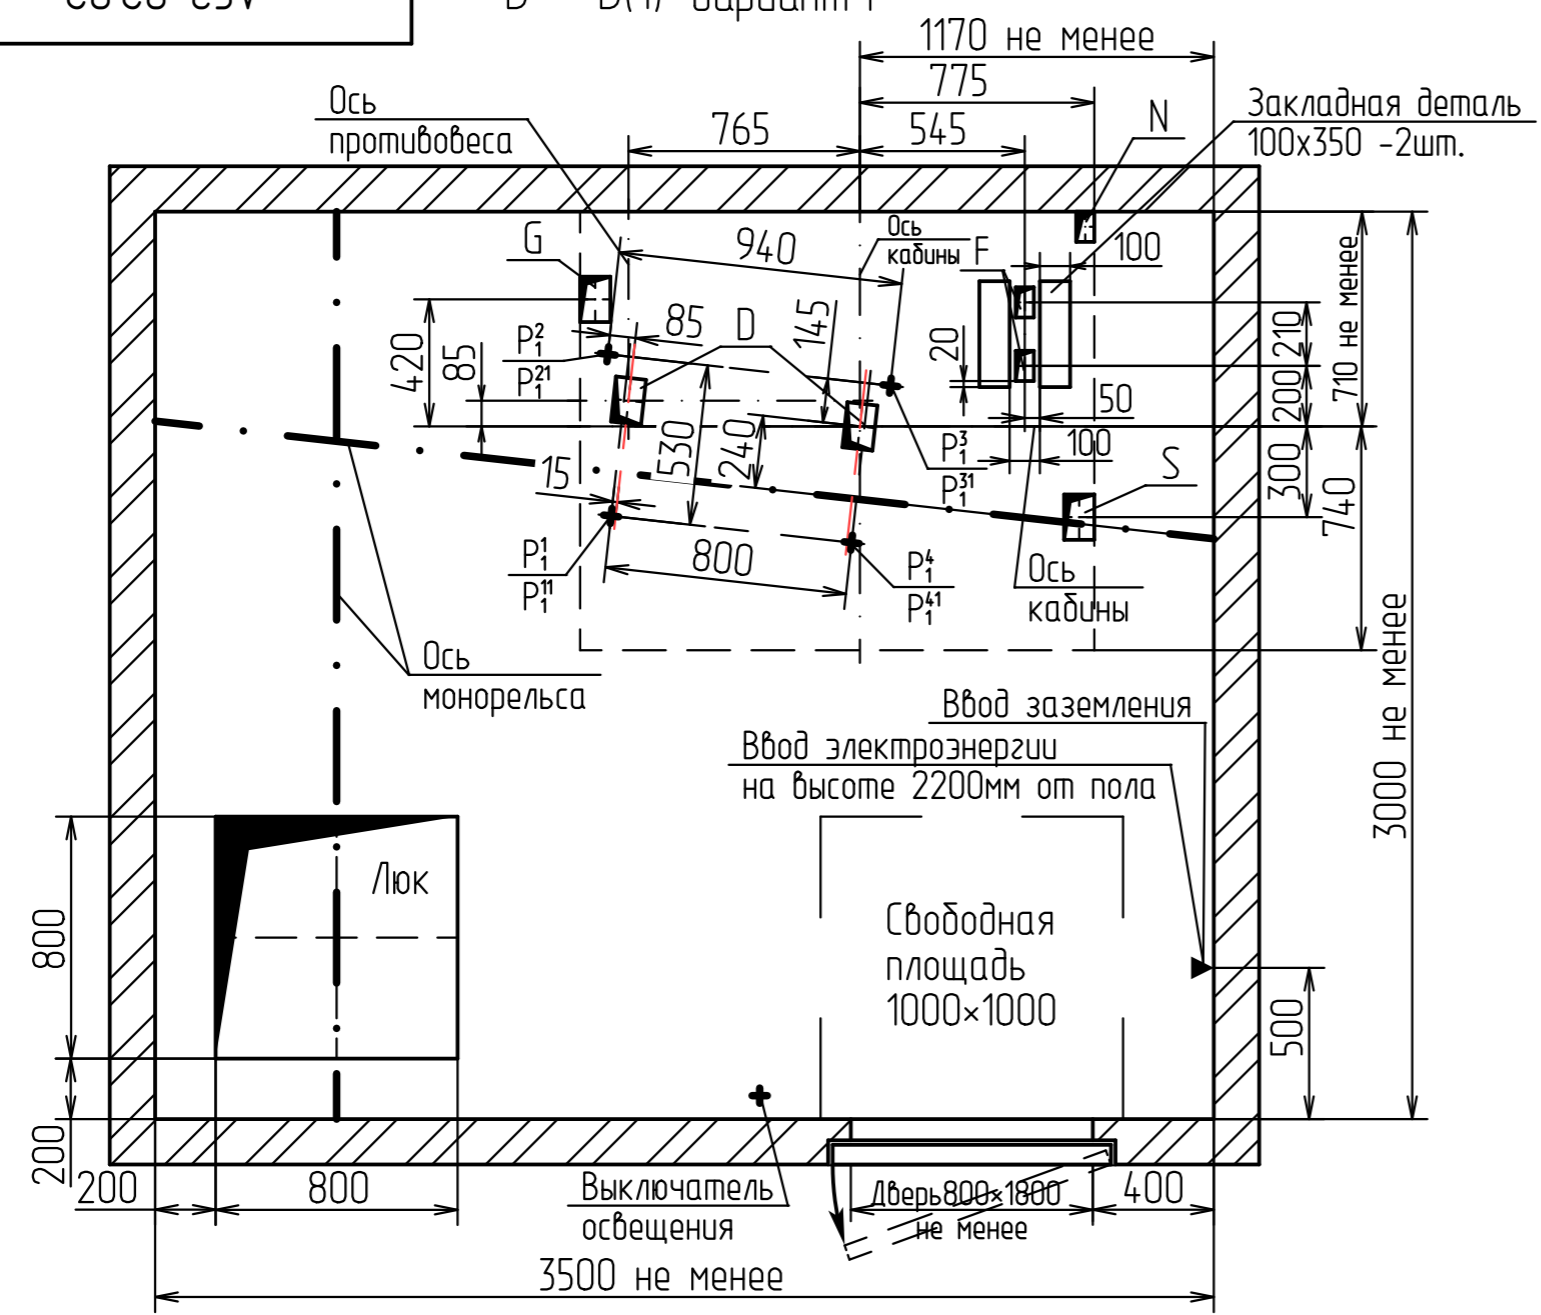 1170 не менее
775
Ось
противовеса
765
545
N
Закладная деталь
100х350 -2шт.
G
940
Ось
кабины
F
100
710 не менее
85
D
145
20
210
200
420
85
P₁²
P₁²¹
530
240
50
100
P₁³
P₁³¹
S
300
740
15
P₁¹
P₁¹¹
800
P₁⁴
P₁⁴¹
Ось
кабины
Ось
монорельса
3000 не менее
Ввод заземления
Ввод электроэнергии
на высоте 2200мм от пола
Люк
800
Свободная
площадь
1000×1000
500
200
200
800
Выключатель
освещения
Дверь800×1800
не менее
400
3500 не менее